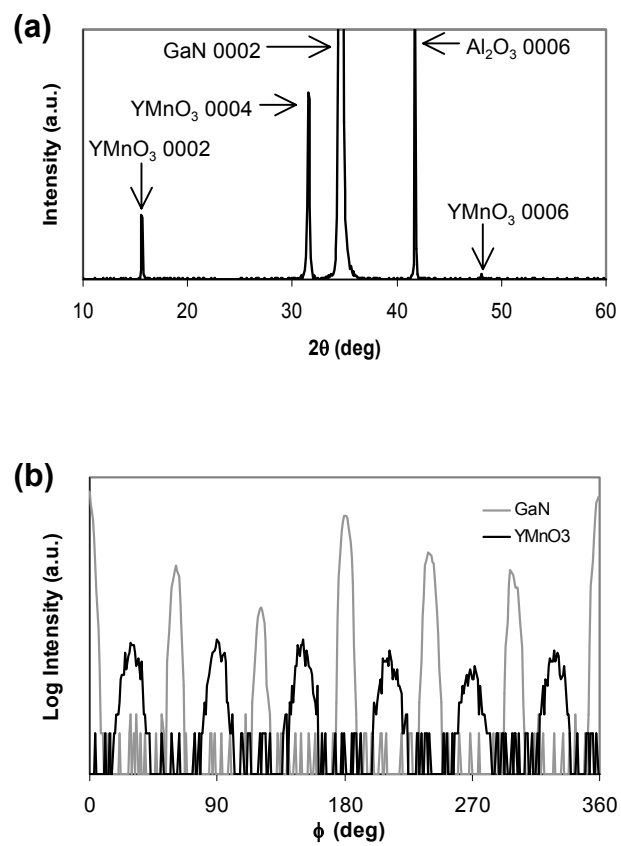 (a)
GaN 0002
Al₂O₃ 0006
YMnO₃ 0004
YMnO₃ 0002
YMnO₃ 0006
Intensity (a.u.)
10 20 30 40 50 60
2θ (deg)
(b)
GaN
YMnO3
Log Intensity (a.u.)
0 90 180 270 360
ϕ (deg)